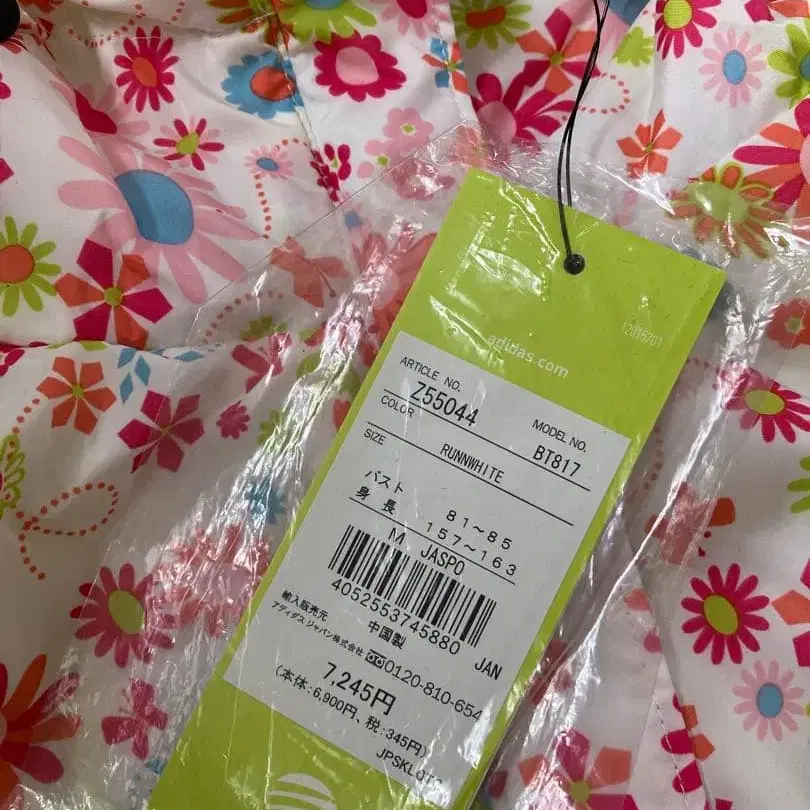 12016701
adidas.com
ARTICLE NO.
Z55044
MODEL NO.
BT817
COLOR
RUNNWHITE
SIZE
バスト 81~85
身長 157~163
M JASPO
4052553745880 JAN
中国製
輸入販売元
アディダス ジャパン株式会社 0120-810-654
7,245円
(本体:6,900円、税:345円)